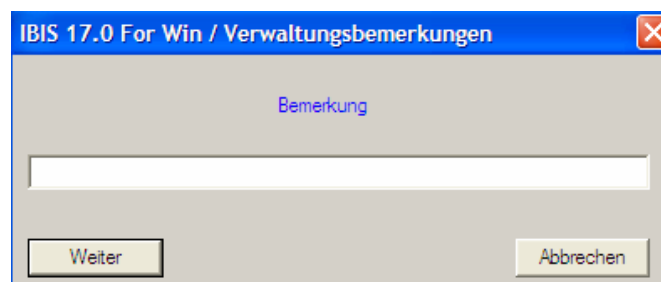 IBIS 17.0 For Win / Verwaltungsbemerkungen
Bemerkung
Weiter
Abbrechen